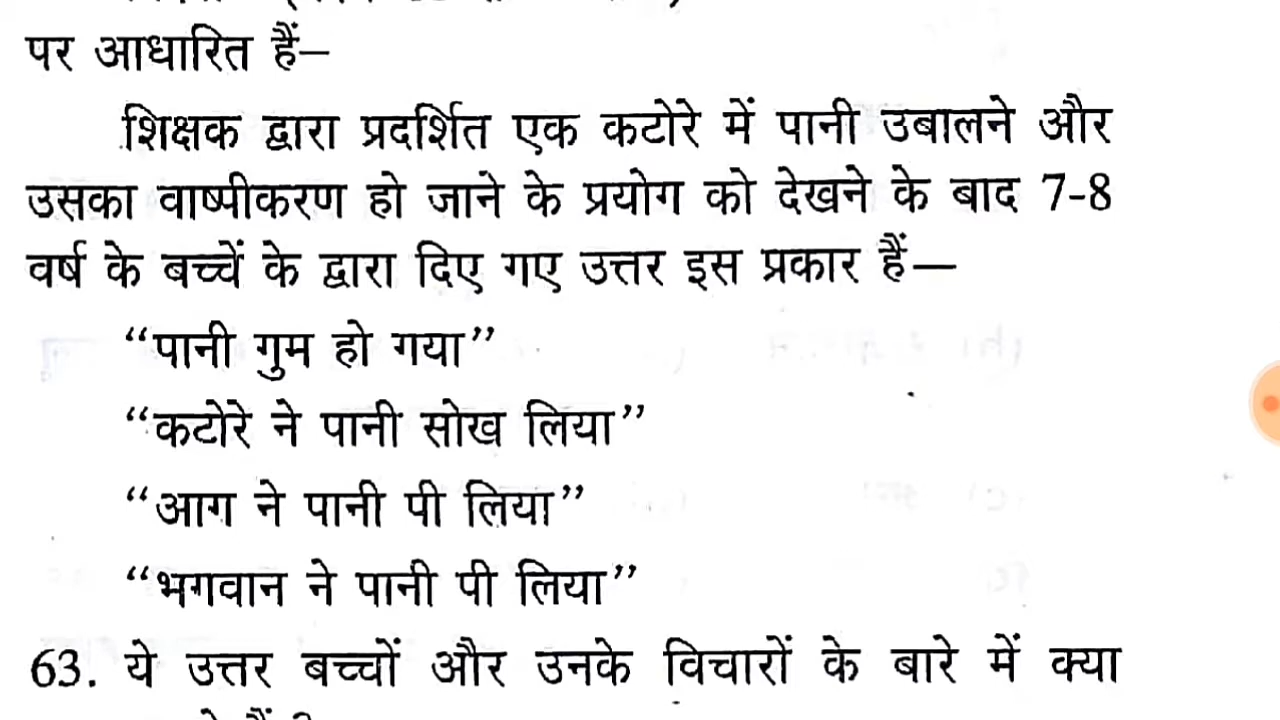 पर आधारित हैं–
शिक्षक द्वारा प्रदर्शित एक कटोरे में पानी उबालने और
उसका वाष्पीकरण हो जाने के प्रयोग को देखने के बाद 7-8
वर्ष के बच्चें के द्वारा दिए गए उत्तर इस प्रकार हैं—
“पानी गुम हो गया”
“कटोरे ने पानी सोख लिया”
“आग ने पानी पी लिया”
“भगवान ने पानी पी लिया”
63. ये उत्तर बच्चों और उनके विचारों के बारे में क्या